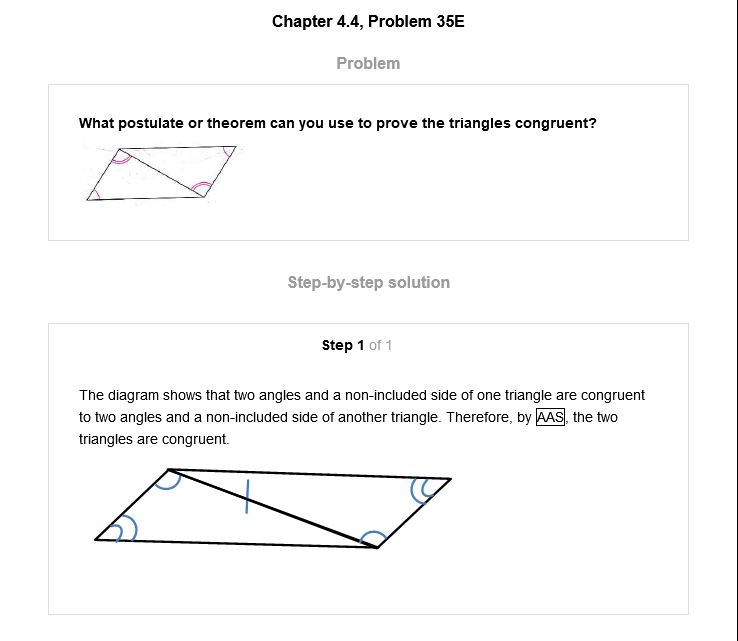 Chapter 4.4, Problem 35E
Problem
What postulate or theorem can you use to prove the triangles congruent?
Step-by-step solution
Step 1 of 1
The diagram shows that two angles and a non-included side of one triangle are congruent
to two angles and a non-included side of another triangle. Therefore, by AAS, the two
triangles are congruent.